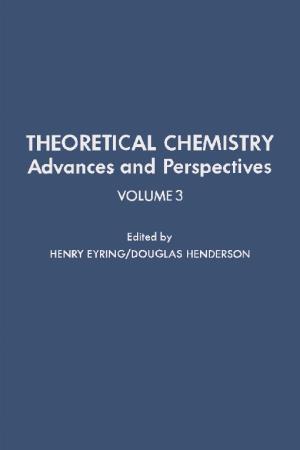 THEORETICAL CHEMISTRY
Advances and Perspectives
VOLUME 3
Edited by
HENRY EYRING/DOUGLAS HENDERSON